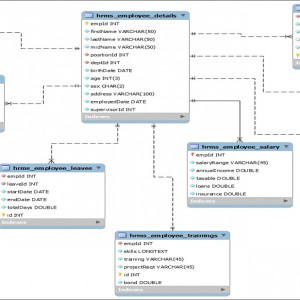 hrms_employee_details
empId INT
firstName VARCHAR(50)
lastName VARCHAR(50)
midName VARCHAR(50)
positionId INT
deptId INT
birthDate DATE
age INT(3)
sex CHAR(2)
address VARCHAR(100)
employedDate DATE
supervisorId INT
Indexes
hrms_employee_leaves
empId INT
leaveId INT
startDate DATE
endDate DATE
totalDays DOUBLE
id INT
Indexes
hrms_employee_salary
empId INT
salaryRange VARCHAR(45)
annualIncome DOUBLE
taxable DOUBLE
loans DOUBLE
insurance DOUBLE
Indexes
hrms_employee_trainings
empId INT
skills LONGTEXT
training VARCHAR(45)
projectReqt VARCHAR(45)
id INT
bond DOUBLE